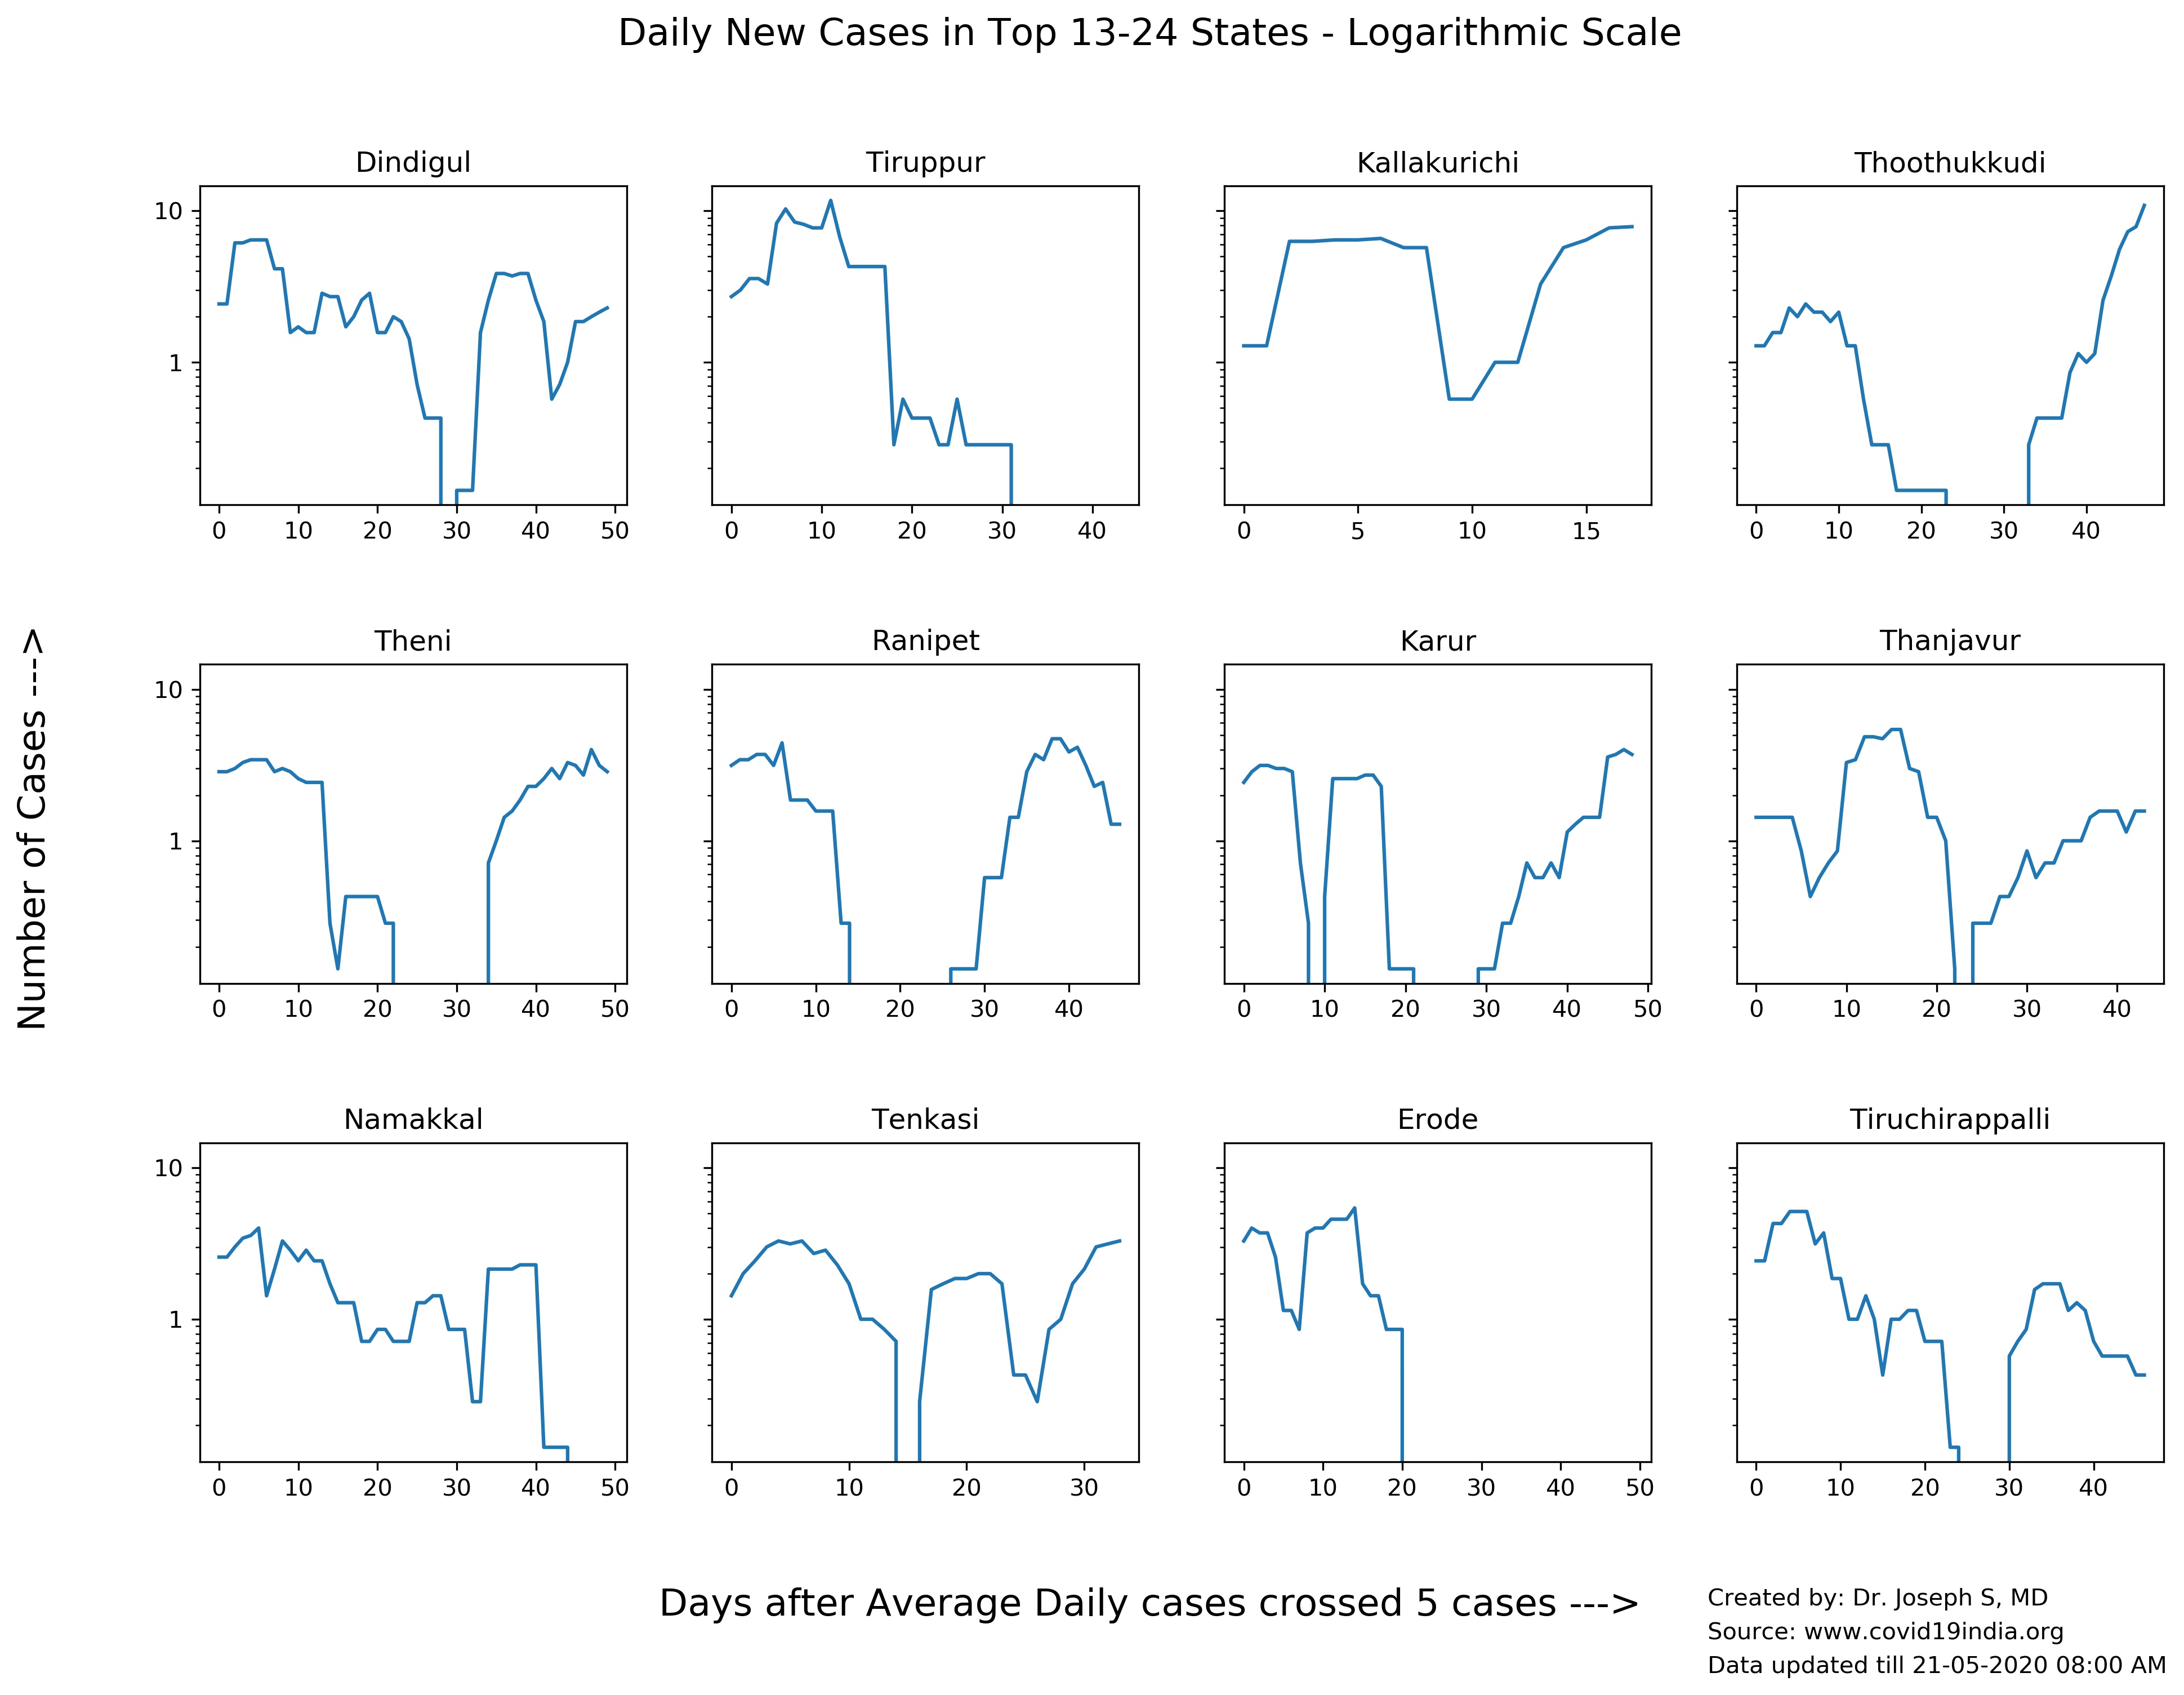 Daily New Cases in Top 13-24 States - Logarithmic Scale
Dindigul
Tiruppur
Kallakurichi
Thoothukkudi
10
1
0 10 20 30 40 50
0 10 20 30 40
0 5 10 15
0 10 20 30 40
Number of Cases --->
Theni
Ranipet
Karur
Thanjavur
10
1
0 10 20 30 40 50
0 10 20 30 40
0 10 20 30 40 50
0 10 20 30 40
Namakkal
Tenkasi
Erode
Tiruchirappalli
10
1
0 10 20 30 40 50
0 10 20 30
0 10 20 30 40 50
0 10 20 30 40
Days after Average Daily cases crossed 5 cases --->
Created by: Dr. Joseph S, MD
Source: www.covid19india.org
Data updated till 21-05-2020 08:00 AM